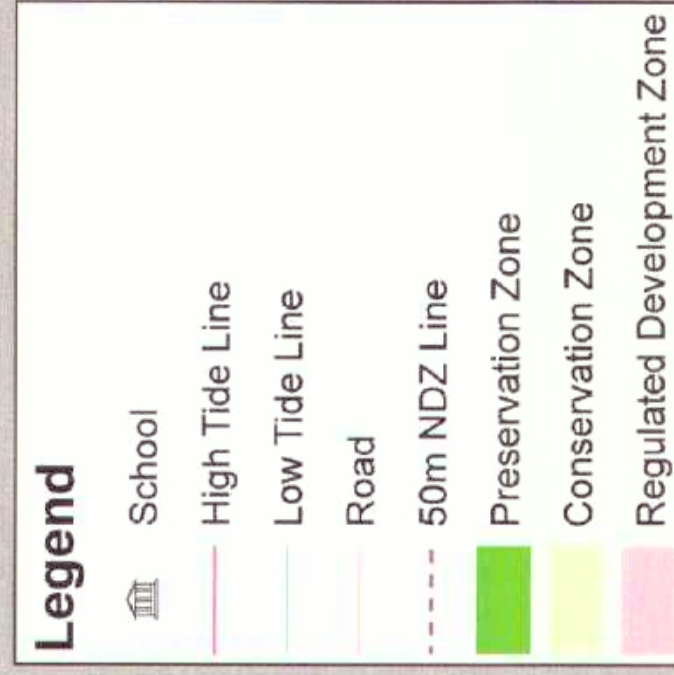 Legend
School
High Tide Line
Low Tide Line
Road
50m NDZ Line
Preservation Zone
Conservation Zone
Regulated Development Zone